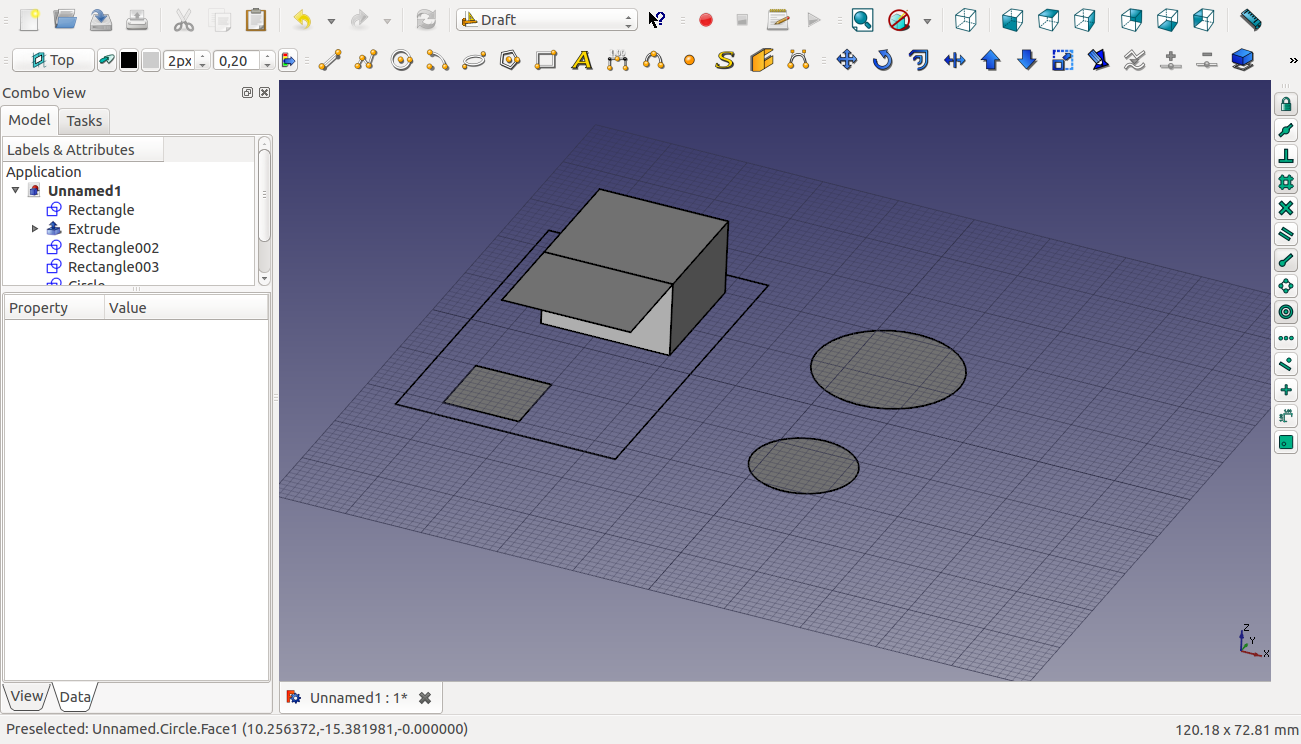 Draft
Top
2px
0,20
»
Combo View
Model Tasks
Labels & Attributes
Application
Unnamed1
Rectangle
Extrude
Rectangle002
Rectangle003
Circle
Property Value
View Data
Z
Y
X
Unnamed1 : 1*
Preselected: Unnamed.Circle.Face1 (10.256372,-15.381981,-0.000000)
120.18 x 72.81 mm